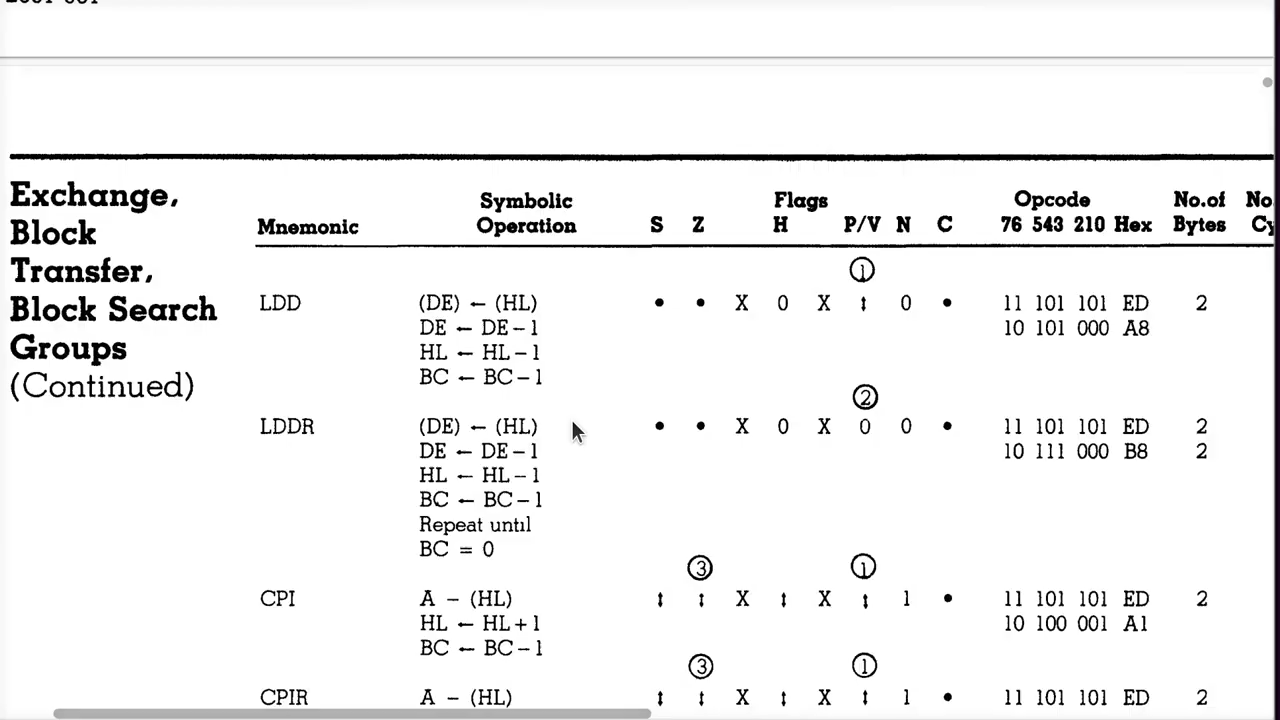 Exchange,
Block
Transfer,
Block Search
Groups
(Continued)
Symbolic Flags Opcode No.of No
Mnemonic Operation S Z H P/V N C 76 543 210 Hex Bytes Cy
①
LDD (DE) ← (HL) • • X 0 X ↕ 0 • 11 101 101 ED 2
DE ← DE – 1 10 101 000 A8
HL ← HL – 1
BC ← BC – 1
②
LDDR (DE) ← (HL) • • X 0 X 0 0 • 11 101 101 ED 2
DE ← DE – 1 10 111 000 B8 2
HL ← HL – 1
BC ← BC – 1
Repeat until
BC = 0
③ ①
CPI A – (HL) ↕ ↕ X ↕ X ↕ 1 • 11 101 101 ED 2
HL ← HL + 1 10 100 001 A1
BC ← BC – 1
③ ①
CPIR A – (HL) ↕ ↕ X ↕ X ↕ 1 • 11 101 101 ED 2